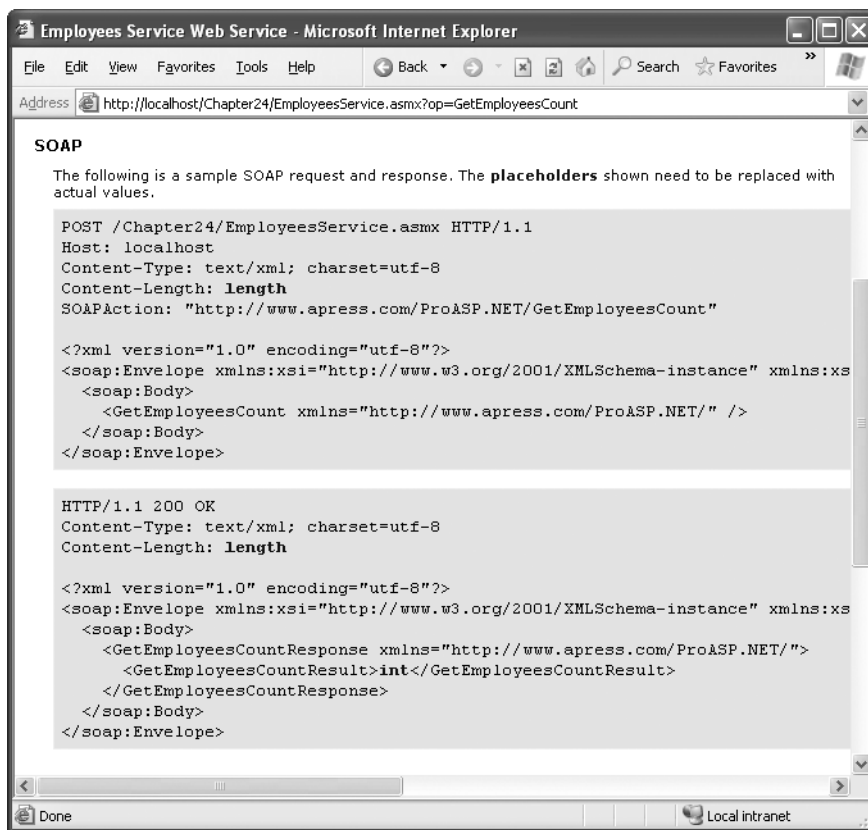 Employees Service Web Service - Microsoft Internet Explorer
File Edit View Favorites Tools Help Back Search Favorites »
Address http://localhost/Chapter24/EmployeesService.asmx?op=GetEmployeesCount
SOAP
The following is a sample SOAP request and response. The placeholders shown need to be replaced with
actual values.
POST /Chapter24/EmployeesService.asmx HTTP/1.1
Host: localhost
Content-Type: text/xml; charset=utf-8
Content-Length: length
SOAPAction: "http://www.apress.com/ProASP.NET/GetEmployeesCount"
<?xml version="1.0" encoding="utf-8"?>
<soap:Envelope xmlns:xsi="http://www.w3.org/2001/XMLSchema-instance" xmlns:xs
<soap:Body>
<GetEmployeesCount xmlns="http://www.apress.com/ProASP.NET/" />
</soap:Body>
</soap:Envelope>
HTTP/1.1 200 OK
Content-Type: text/xml; charset=utf-8
Content-Length: length
<?xml version="1.0" encoding="utf-8"?>
<soap:Envelope xmlns:xsi="http://www.w3.org/2001/XMLSchema-instance" xmlns:xs
<soap:Body>
<GetEmployeesCountResponse xmlns="http://www.apress.com/ProASP.NET/">
<GetEmployeesCountResult>int</GetEmployeesCountResult>
</GetEmployeesCountResponse>
</soap:Body>
</soap:Envelope>
Done Local intranet